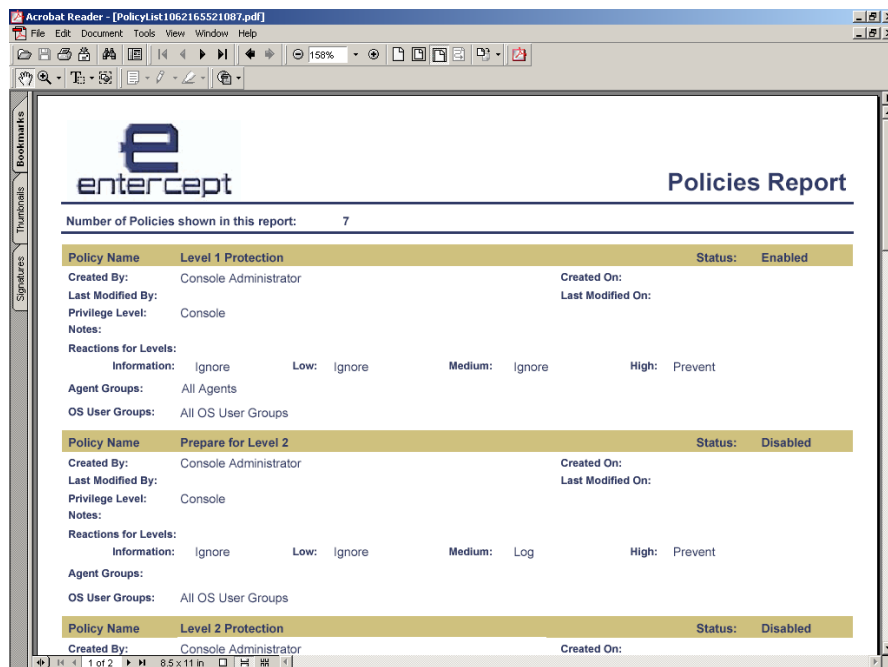 Acrobat Reader - [PolicyList1062165521087.pdf]
File Edit Document Tools View Window Help
158%
Bookmarks
Thumbnails
Signatures
entercept
Policies Report
Number of Policies shown in this report: 7
Policy Name Level 1 Protection Status: Enabled
Created By: Console Administrator Created On:
Last Modified By: Last Modified On:
Privilege Level: Console
Notes:
Reactions for Levels:
Information: Ignore Low: Ignore Medium: Ignore High: Prevent
Agent Groups: All Agents
OS User Groups: All OS User Groups
Policy Name Prepare for Level 2 Status: Disabled
Created By: Console Administrator Created On:
Last Modified By: Last Modified On:
Privilege Level: Console
Notes:
Reactions for Levels:
Information: Ignore Low: Ignore Medium: Log High: Prevent
Agent Groups:
OS User Groups: All OS User Groups
Policy Name Level 2 Protection Status: Disabled
Created By: Console Administrator Created On:
1 of 2 8.5 x 11 in